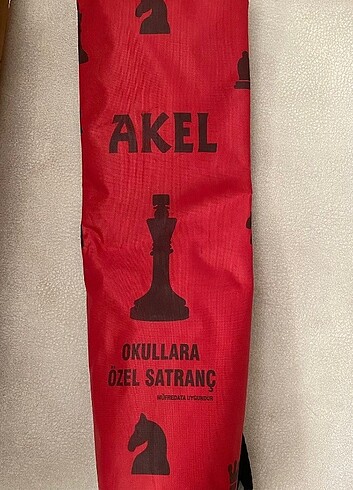 AKEL
OKULLARA
ÖZEL SATRANÇ
MÜFREDATA UYGUNDUR